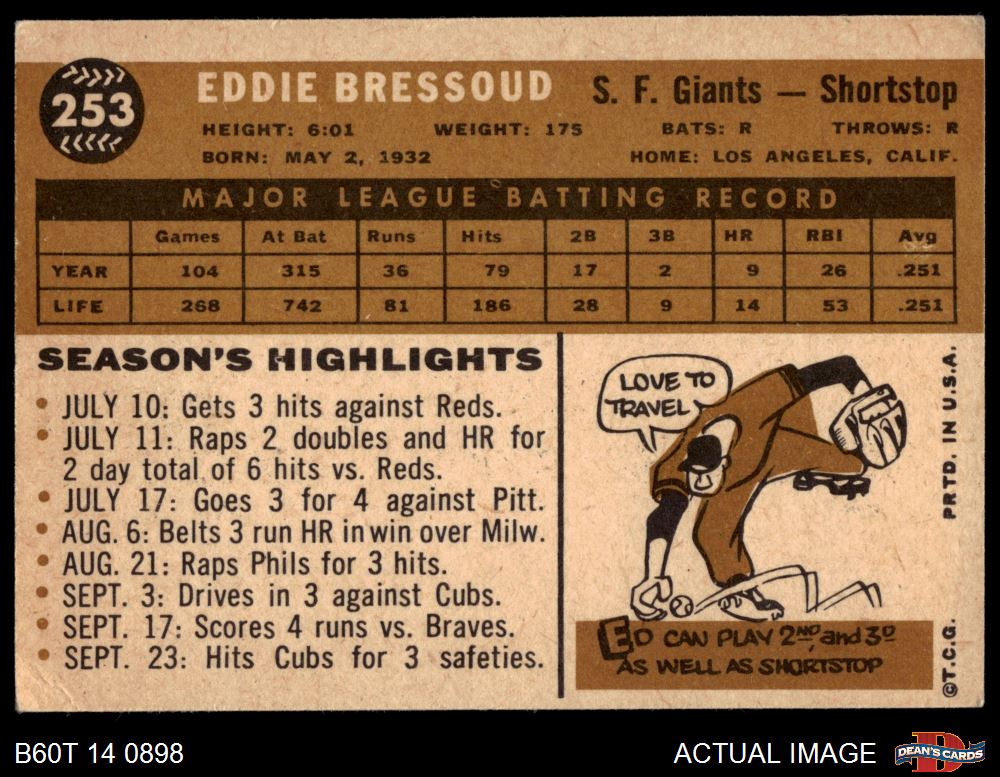 253
EDDIE BRESSOUD S. F. Giants — Shortstop
HEIGHT: 6:01 WEIGHT: 175 BATS: R THROWS: R
BORN: MAY 2, 1932 HOME: LOS ANGELES, CALIF.
MAJOR LEAGUE BATTING RECORD
Games At Bat Runs Hits 2B 3B HR RBI Avg
YEAR 104 315 36 79 17 2 9 26 .251
LIFE 268 742 81 186 28 9 14 53 .251
SEASON'S HIGHLIGHTS
• JULY 10: Gets 3 hits against Reds.
• JULY 11: Raps 2 doubles and HR for
2 day total of 6 hits vs. Reds.
• JULY 17: Goes 3 for 4 against Pitt.
• AUG. 6: Belts 3 run HR in win over Milw.
• AUG. 21: Raps Phils for 3 hits.
• SEPT. 3: Drives in 3 against Cubs.
• SEPT. 17: Scores 4 runs vs. Braves.
• SEPT. 23: Hits Cubs for 3 safeties.
LOVE TO
TRAVEL
ED CAN PLAY 2ND, and 3D
AS WELL AS SHORTSTOP
©T.C.G. PRTD. IN U.S.A.
B60T 14 0898 ACTUAL IMAGE
DEAN'S CARDS